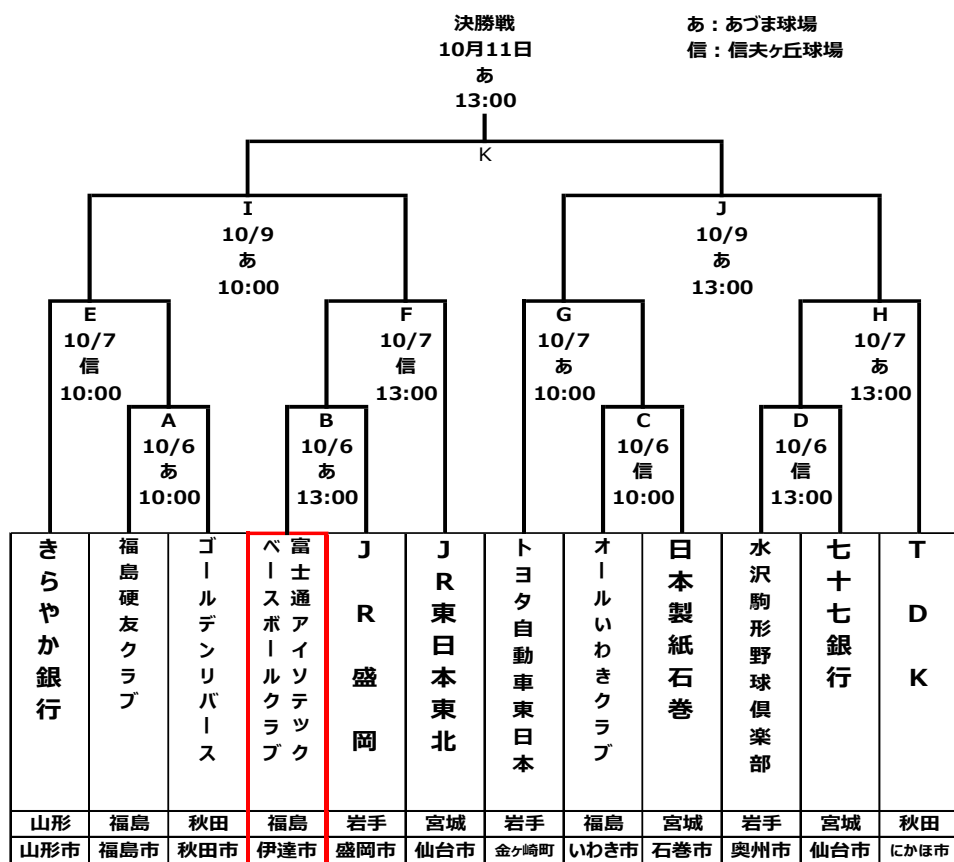 決勝戦
10月11日
あ
13:00
あ：あづま球場
信：信夫ヶ丘球場
K
I
10/9
あ
10:00
J
10/9
あ
13:00
E
10/7
信
10:00
F
10/7
信
13:00
G
10/7
あ
10:00
H
10/7
あ
13:00
A
10/6
あ
10:00
B
10/6
あ
13:00
C
10/6
信
10:00
D
10/6
信
13:00
きらやか銀行
福島硬友クラブ
ゴールデンリバース
富士通アイソテック
ベースボールクラブ
JR盛岡
JR東日本東北
トヨタ自動車東日本
オールいわきクラブ
日本製紙石巻
水沢駒形野球倶楽部
七十七銀行
TDK
山形 福島 秋田 福島 岩手 宮城 岩手 福島 宮城 岩手 宮城 秋田
山形市 福島市 秋田市 伊達市 盛岡市 仙台市 金ヶ崎町 いわき市 石巻市 奥州市 仙台市 にかほ市